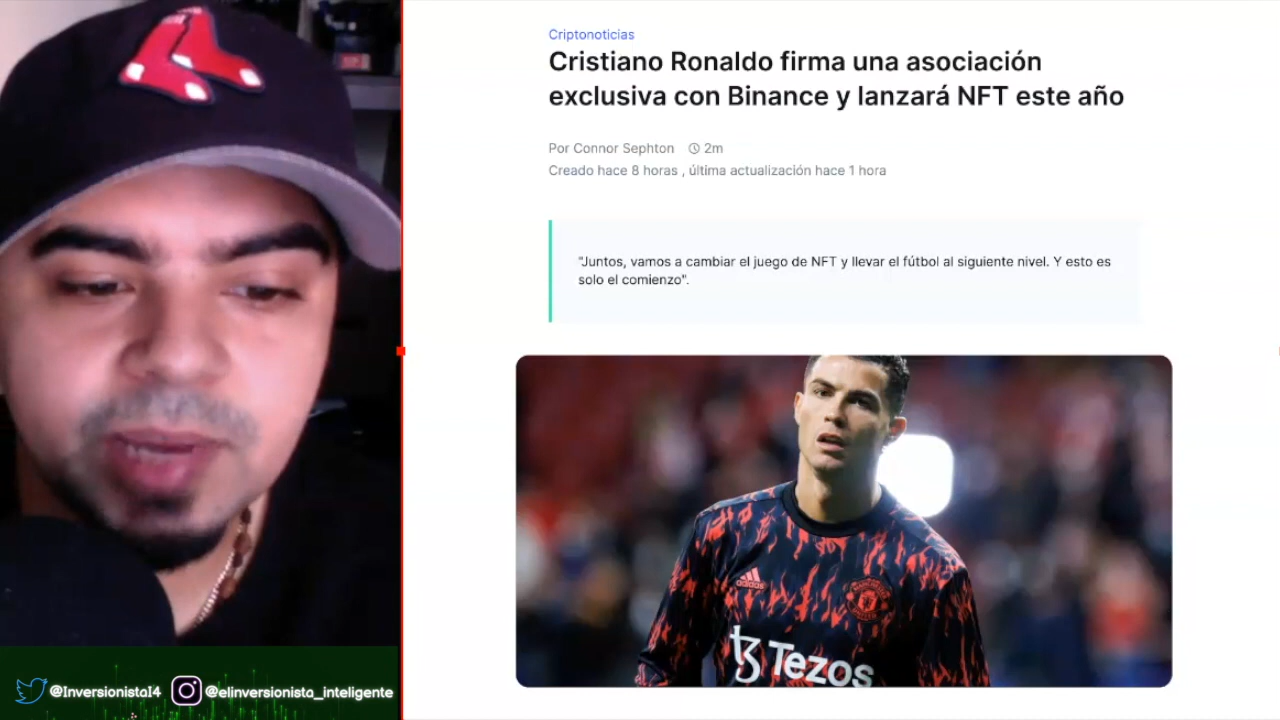 Criptonoticias
Cristiano Ronaldo firma una asociación
exclusiva con Binance y lanzará NFT este año
Por Connor Sephton 2m
Creado hace 8 horas , última actualización hace 1 hora
"Juntos, vamos a cambiar el juego de NFT y llevar el fútbol al siguiente nivel. Y esto es
solo el comienzo".
adidas
Tezos
@InversionistaI4 @elinversionista_inteligente